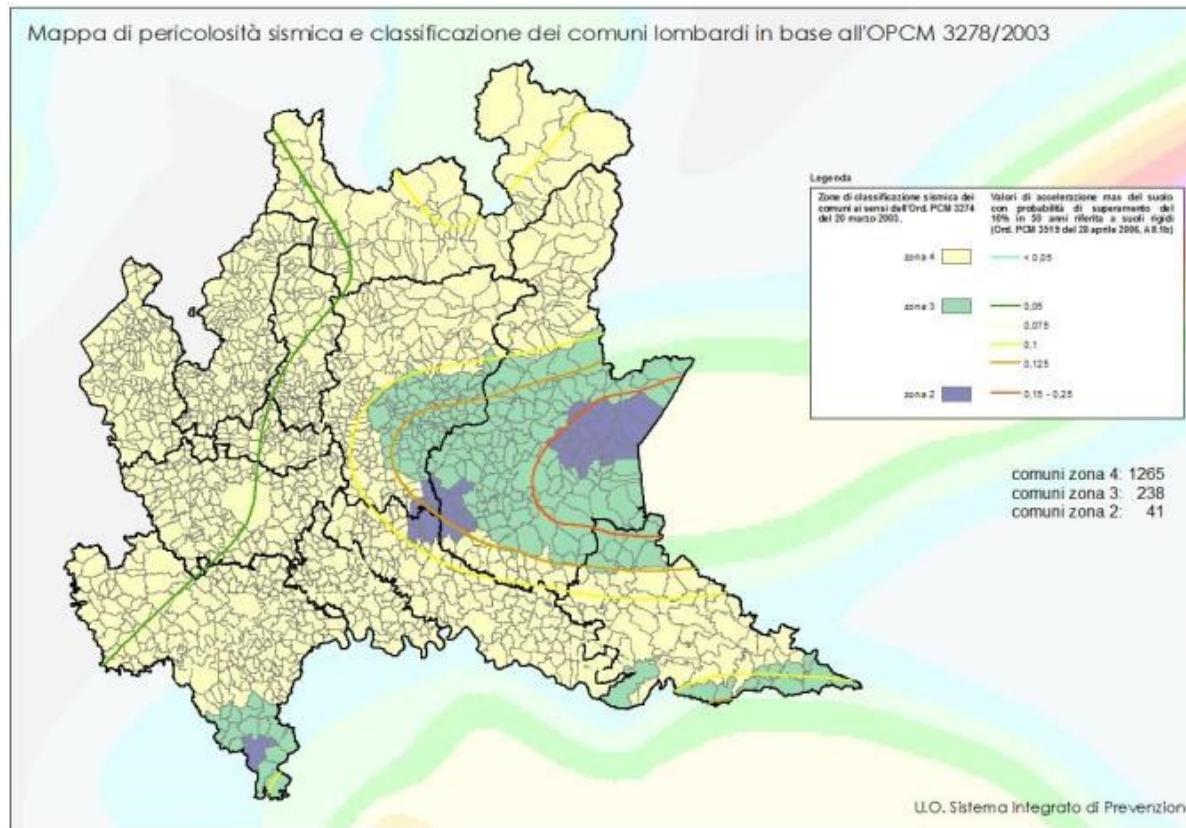 Mappa di pericolosità sismica e classificazione dei comuni lombardi in base all'OPCM 3278/2003
Legenda
Zone di classificazione sismica dei
comuni ai sensi dell'Ord. PCM 3274
del 20 marzo 2003.
Valori di accelerazione max del suolo
con probabilità di superamento del
10% in 50 anni riferita a suoli rigidi
(Ord. PCM 3519 del 28 aprile 2006, All.1b)
zona 4
< 0,05
zona 3
0,05
0,075
0,1
0,125
zona 2
0,15 - 0,25
comuni zona 4: 1265
comuni zona 3: 238
comuni zona 2: 41
U.O. Sistema Integrato di Prevenzion